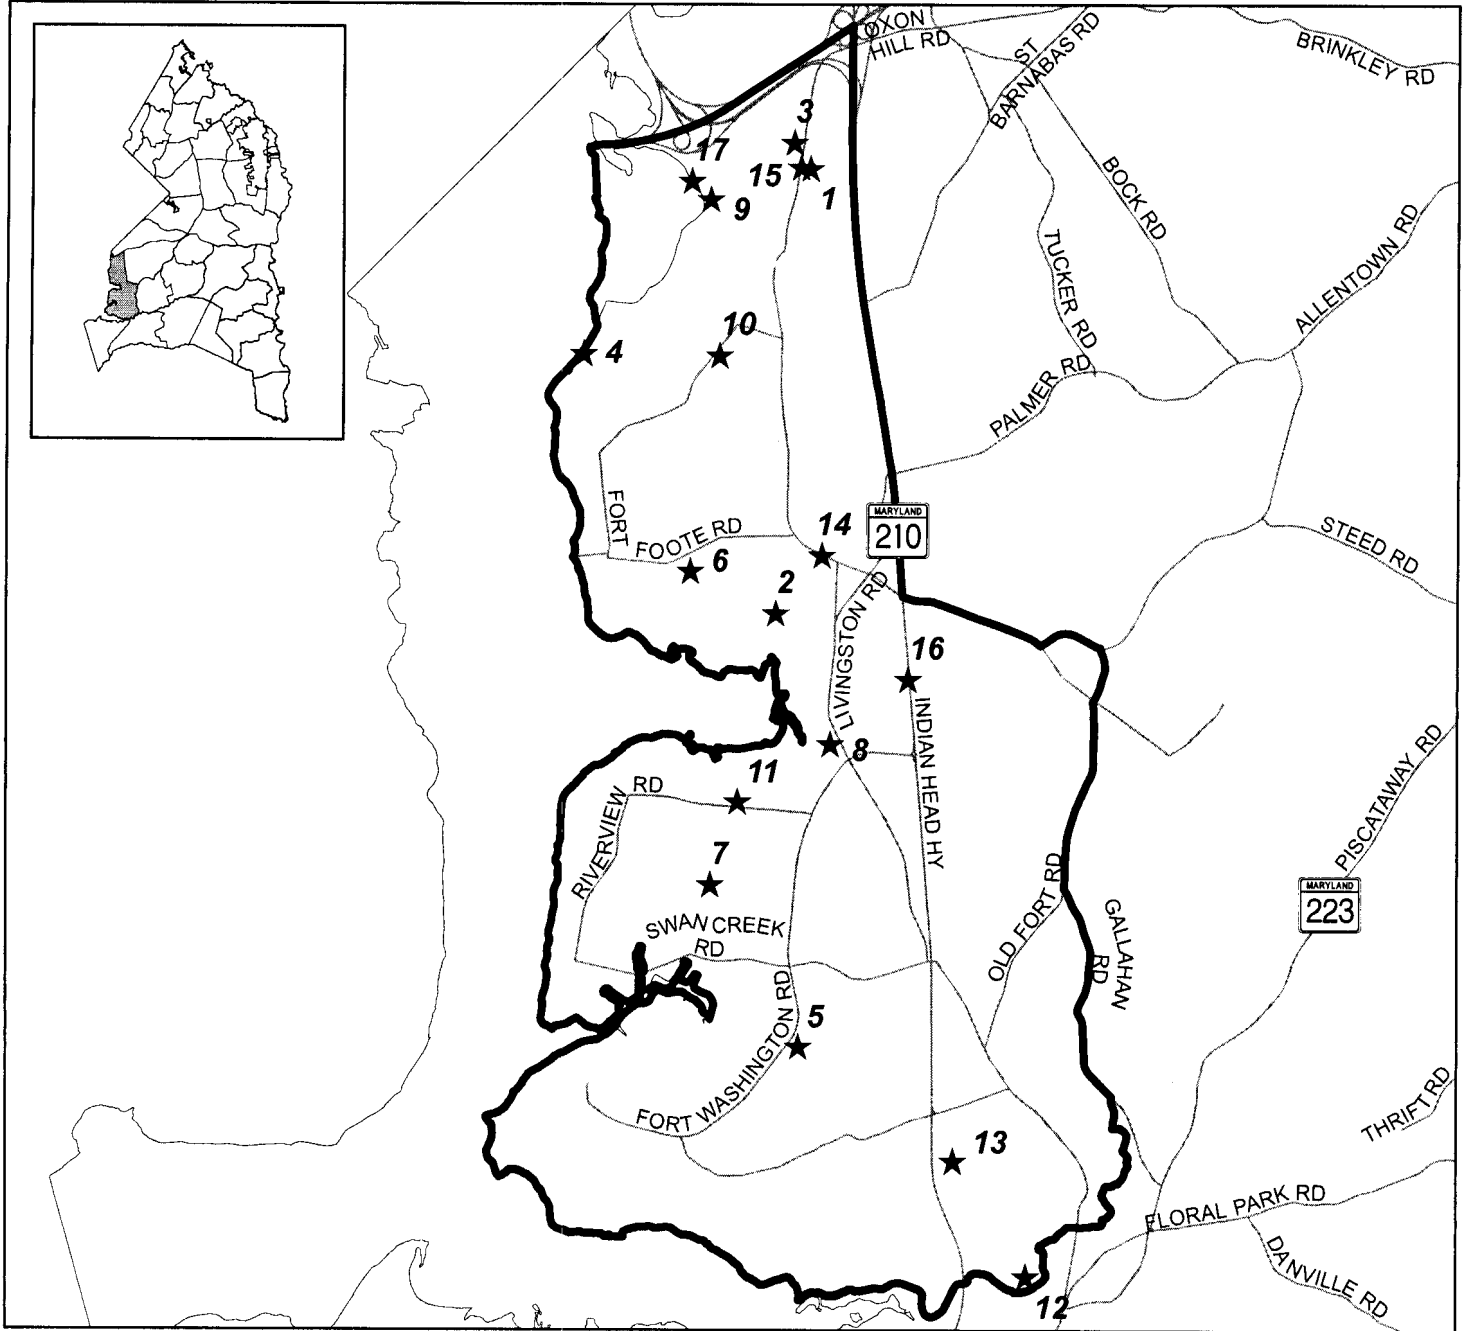 OXON
HILL RD
ST
BARNABAS RD
BRINKLEY RD
3
17
15
1
9
BOCK RD
TUCKER RD
ALLENTOWN RD
10
4
PALMER RD
FORT
FOOTE RD
14
MARYLAND
210
STEED RD
6
2
LIVINGSTON RD
16
INDIAN HEAD HY
8
11
RIVERVIEW RD
PISCATAWAY RD
7
MARYLAND
223
SWAN CREEK
RD
OLD FORT RD
GALLAHAN
RD
5
FORT WASHINGTON RD
THRIFT RD
13
FLORAL PARK RD
DANVILLE RD
12